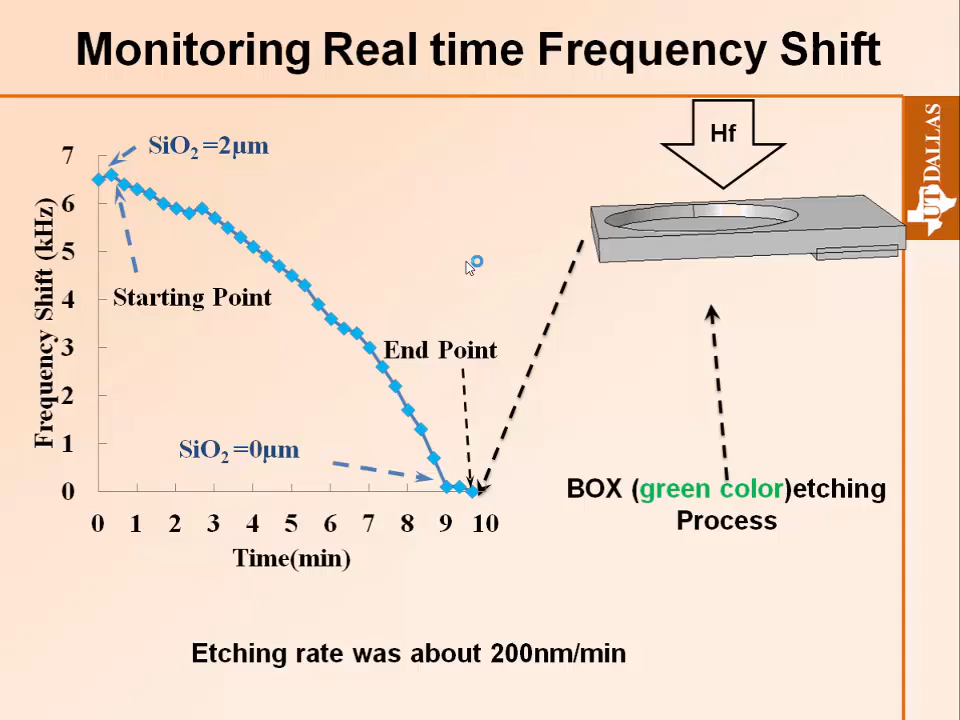 Monitoring Real time Frequency Shift
UT DALLAS
Hf
SiO2 =2μm
7
6
5
4
3
2
1
0
Frequency Shift (kHz)
Starting Point
End Point
SiO2 =0μm
0 1 2 3 4 5 6 7 8 9 10
Time(min)
BOX (green color)etching
Process
Etching rate was about 200nm/min